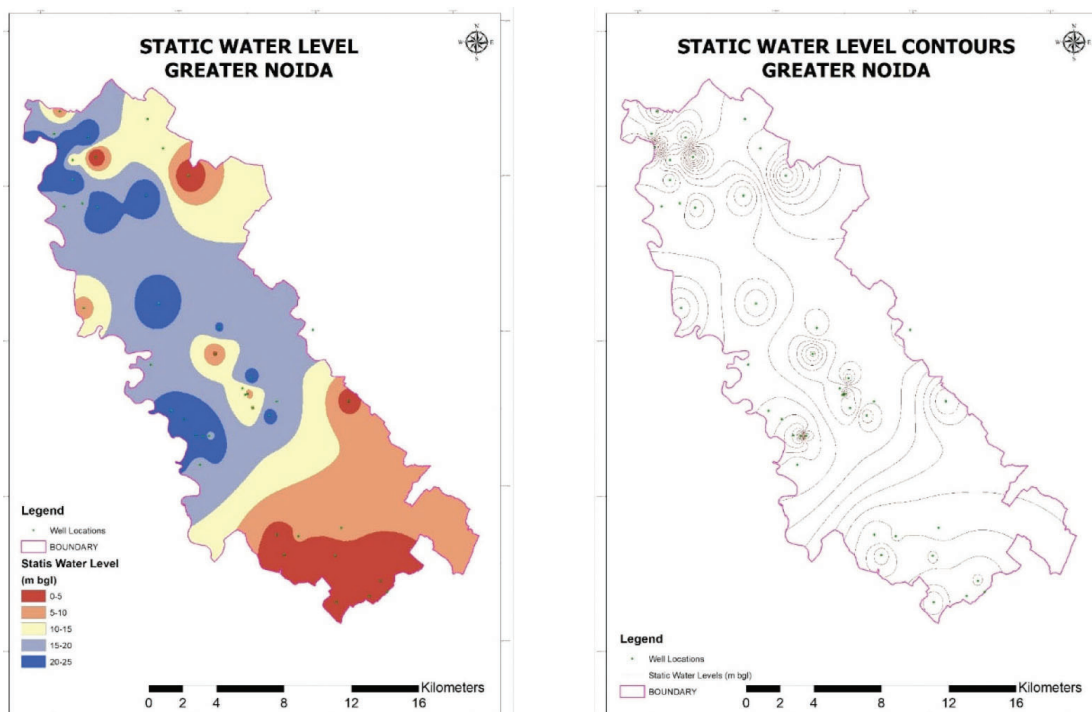 STATIC WATER LEVEL
GREATER NOIDA
N
W E
S
Legend
Well Locations
BOUNDARY
Statis Water Level
(m bgl)
0-5
5-10
10-15
15-20
20-25
Kilometers
0 2 4 8 12 16
STATIC WATER LEVEL CONTOURS
GREATER NOIDA
N
W E
S
Legend
Well Locations
Static Water Levels (m bgl)
BOUNDARY
Kilometers
0 2 4 8 12 16